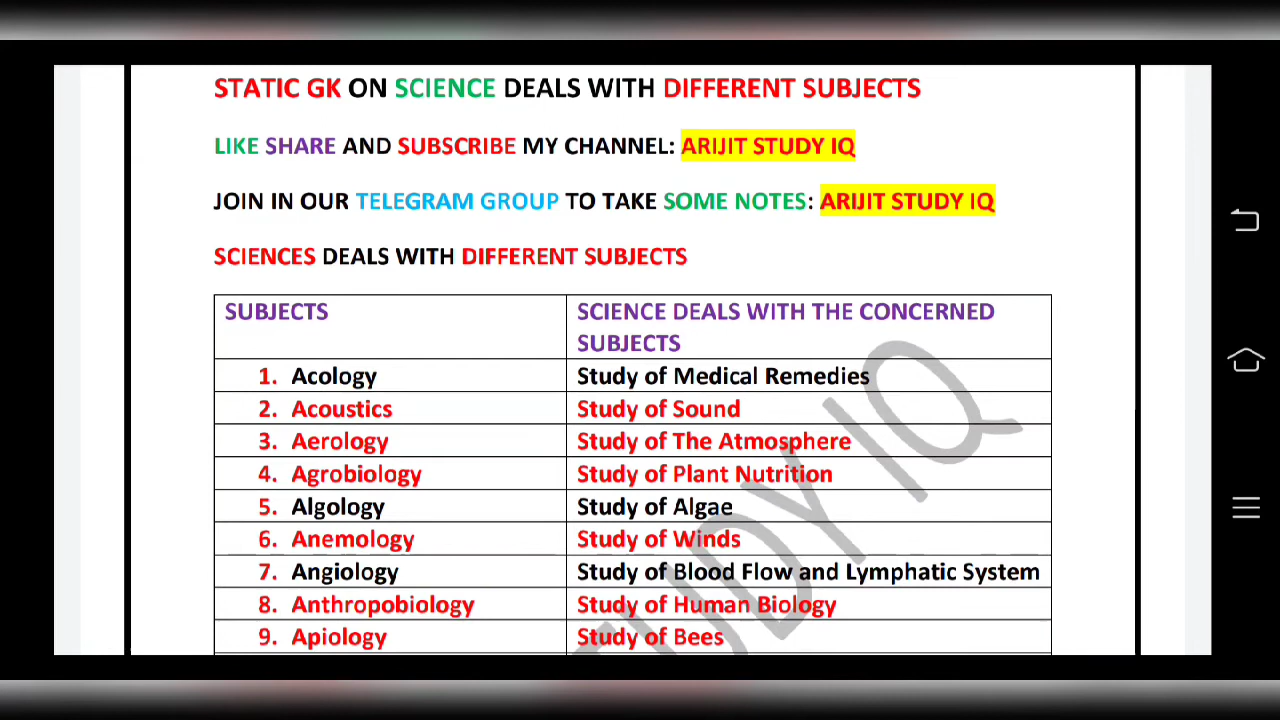 STATIC GK ON SCIENCE DEALS WITH DIFFERENT SUBJECTS
LIKE SHARE AND SUBSCRIBE MY CHANNEL: ARIJIT STUDY IQ
JOIN IN OUR TELEGRAM GROUP TO TAKE SOME NOTES: ARIJIT STUDY IQ
SCIENCES DEALS WITH DIFFERENT SUBJECTS
SUBJECTS SCIENCE DEALS WITH THE CONCERNED
SUBJECTS
1. Acology Study of Medical Remedies
2. Acoustics Study of Sound
3. Aerology Study of The Atmosphere
4. Agrobiology Study of Plant Nutrition
5. Algology Study of Algae
6. Anemology Study of Winds
7. Angiology Study of Blood Flow and Lymphatic System
8. Anthropobiology Study of Human Biology
9. Apiology Study of Bees
STUDY IQ